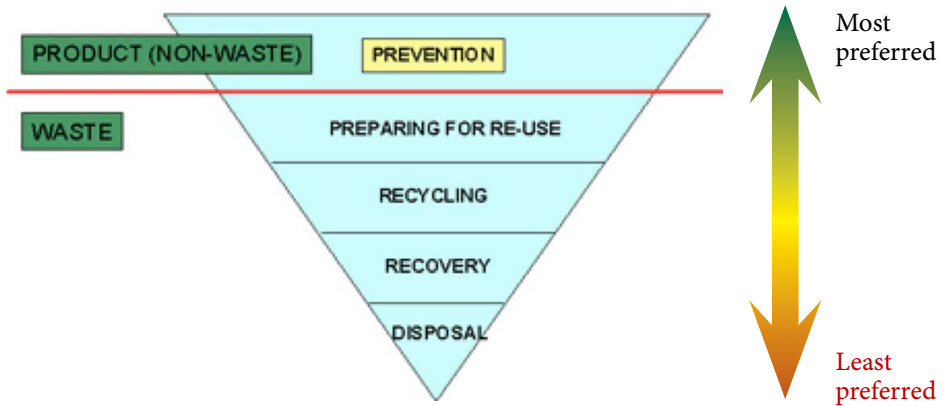 PRODUCT (NON-WASTE)
PREVENTION
Most
preferred
WASTE
PREPARING FOR RE-USE
RECYCLING
RECOVERY
DISPOSAL
Least
preferred